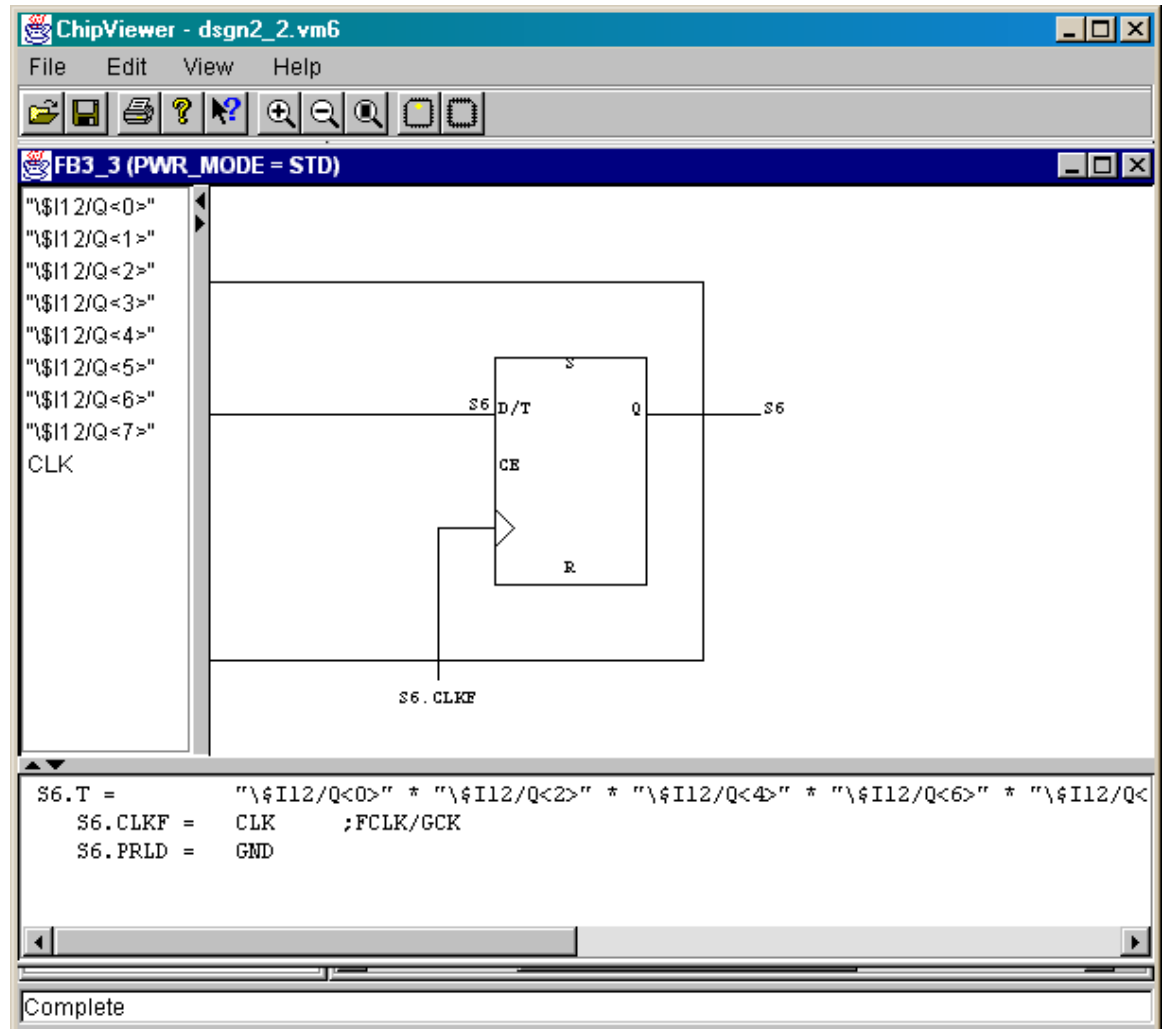 ChipViewer - dsgn2_2.vm6
File Edit View Help
FB3_3 (PWR_MODE = STD)
"\$I12/Q<0>"
"\$I12/Q<1>"
"\$I12/Q<2>"
"\$I12/Q<3>"
"\$I12/Q<4>"
"\$I12/Q<5>"
"\$I12/Q<6>"
"\$I12/Q<7>"
CLK
S
S6 D/T Q S6
CE
R
S6.CLKF
S6.T = "\$I12/Q<0>" * "\$I12/Q<2>" * "\$I12/Q<4>" * "\$I12/Q<6>" * "\$I12/Q<
S6.CLKF = CLK ;FCLK/GCK
S6.PRLD = GND
Complete